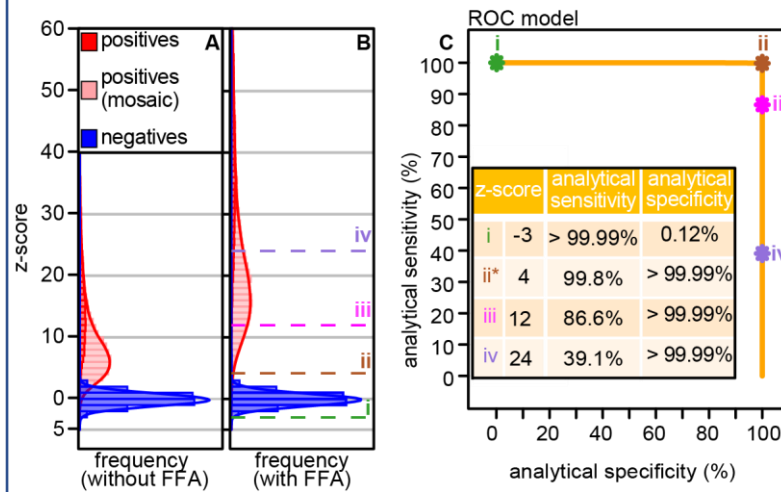 ROC model
A
B
C
positives
positives
(mosaic)
negatives
z-score
60
50
40
30
20
10
0
5
iv
iii
ii
i
frequency
(without FFA)
frequency
(with FFA)
i
ii
iii
iv
analytical sensitivity (%)
100
90
80
70
60
50
40
30
20
10
0
z-score analytical sensitivity analytical specificity
i -3 > 99.99% 0.12%
ii* 4 99.8% > 99.99%
iii 12 86.6% > 99.99%
iv 24 39.1% > 99.99%
0 20 40 60 80 100
analytical specificity (%)